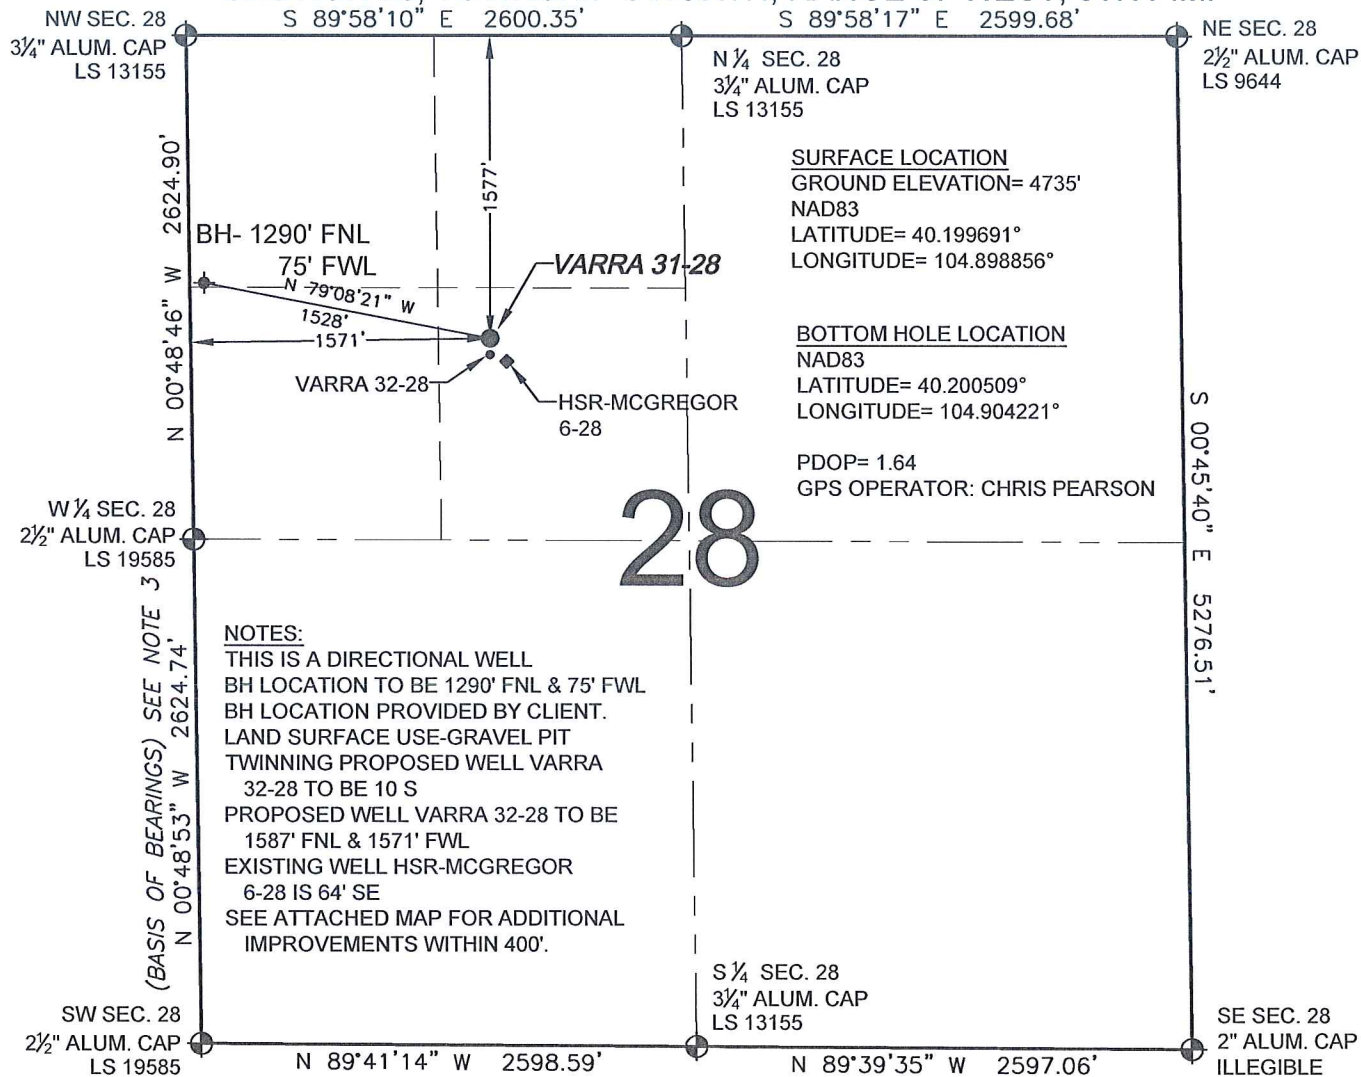 S 89°58'10" E 2600.35'
S 89°58'17" E 2599.68'
NW SEC. 28
3¼" ALUM. CAP
LS 13155
N ¼ SEC. 28
3¼" ALUM. CAP
LS 13155
NE SEC. 28
2½" ALUM. CAP
LS 9644
N 00°48'46" W 2624.90'
1577'
SURFACE LOCATION
GROUND ELEVATION= 4735'
NAD83
LATITUDE= 40.199691°
LONGITUDE= 104.898856°
BH- 1290' FNL
75' FWL
VARRA 31-28
N 79°08'21" W
1528'
1571'
VARRA 32-28
HSR-MCGREGOR
6-28
BOTTOM HOLE LOCATION
NAD83
LATITUDE= 40.200509°
LONGITUDE= 104.904221°
PDOP= 1.64
GPS OPERATOR: CHRIS PEARSON
S 00°45'40" E 5276.51'
W ¼ SEC. 28
2½" ALUM. CAP
LS 19585
28
(BASIS OF BEARINGS) SEE NOTE 3
N 00°48'53" W 2624.74'
NOTES:
THIS IS A DIRECTIONAL WELL
BH LOCATION TO BE 1290' FNL & 75' FWL
BH LOCATION PROVIDED BY CLIENT.
LAND SURFACE USE-GRAVEL PIT
TWINNING PROPOSED WELL VARRA
32-28 TO BE 10 S
PROPOSED WELL VARRA 32-28 TO BE
1587' FNL & 1571' FWL
EXISTING WELL HSR-MCGREGOR
6-28 IS 64' SE
SEE ATTACHED MAP FOR ADDITIONAL
IMPROVEMENTS WITHIN 400'.
SW SEC. 28
2½" ALUM. CAP
LS 19585
S ¼ SEC. 28
3¼" ALUM. CAP
LS 13155
SE SEC. 28
2" ALUM. CAP
ILLEGIBLE
N 89°41'14" W 2598.59'
N 89°39'35" W 2597.06'